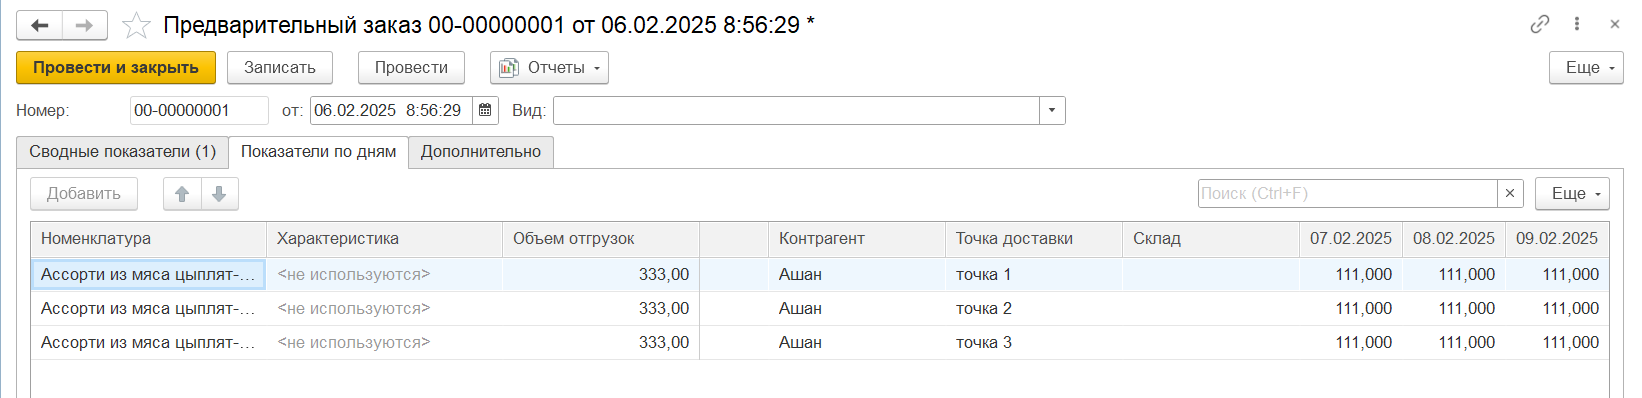 Предварительный заказ 00-00000001 от 06.02.2025 8:56:29 *
Провести и закрыть Записать Провести Отчеты Еще
Номер: 00-00000001 от: 06.02.2025 8:56:29 Вид:
Сводные показатели (1) Показатели по дням Дополнительно
Добавить Поиск (Ctrl+F) × Еще
Номенклатура Характеристика Объем отгрузок Контрагент Точка доставки Склад 07.02.2025 08.02.2025 09.02.2025
Ассорти из мяса цыплят-... <не используются> 333,00 Ашан точка 1 111,000 111,000 111,000
Ассорти из мяса цыплят-... <не используются> 333,00 Ашан точка 2 111,000 111,000 111,000
Ассорти из мяса цыплят-... <не используются> 333,00 Ашан точка 3 111,000 111,000 111,000